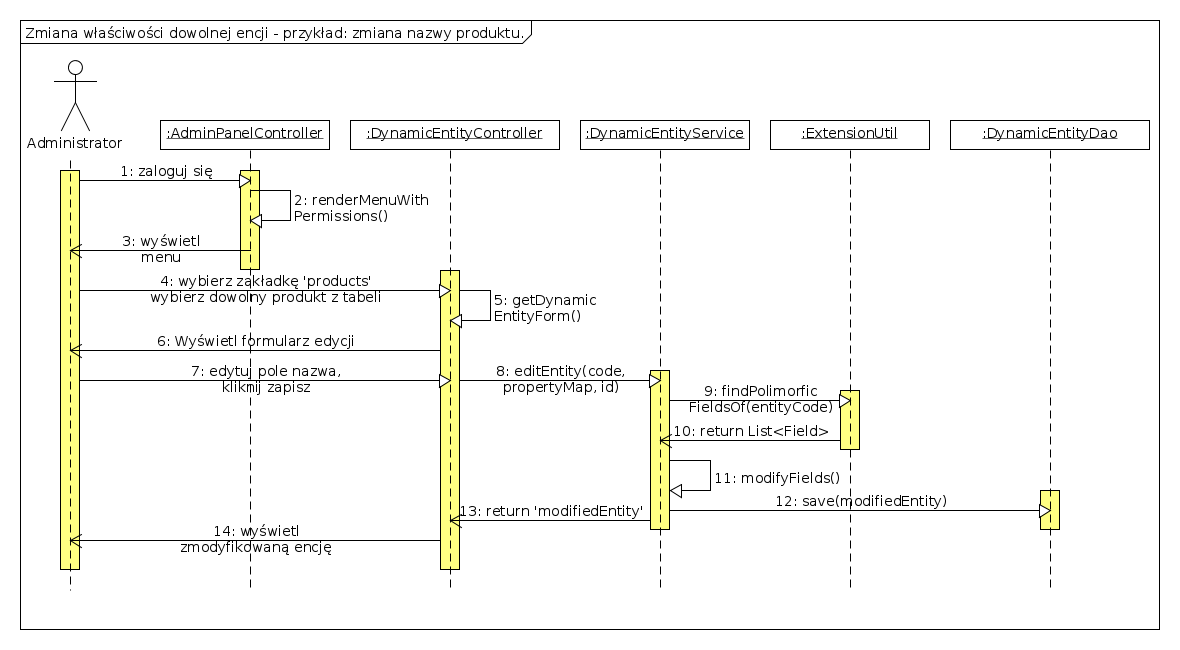 Zmiana właściwości dowolnej encji - przykład: zmiana nazwy produktu.
Administrator
:AdminPanelController
:DynamicEntityController
:DynamicEntityService
:ExtensionUtil
:DynamicEntityDao
1: zaloguj się
2: renderMenuWith
Permissions()
3: wyświetl
menu
4: wybierz zakładkę 'products'
wybierz dowolny produkt z tabeli
5: getDynamic
EntityForm()
6: Wyświetl formularz edycji
7: edytuj pole nazwa,
kliknij zapisz
8: editEntity(code,
propertyMap, id)
9: findPolimorfic
FieldsOf(entityCode)
10: return List<Field>
11: modifyFields()
12: save(modifiedEntity)
13: return 'modifiedEntity'
14: wyświetl
zmodyfikowaną encję